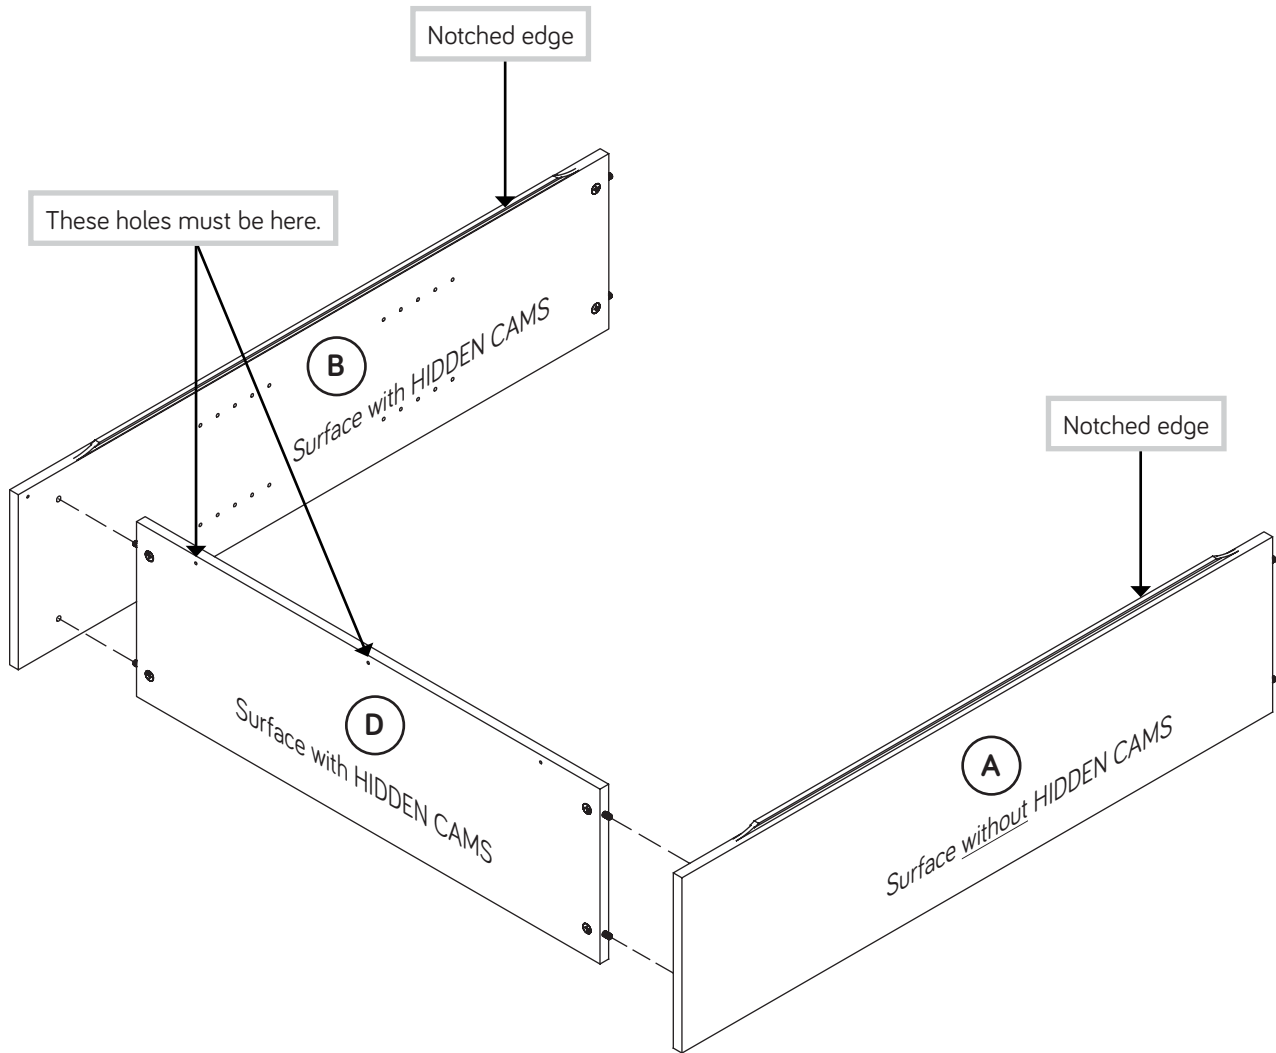 Notched edge
These holes must be here.
B
Surface with HIDDEN CAMS
Notched edge
D
Surface with HIDDEN CAMS
A
Surface without HIDDEN CAMS